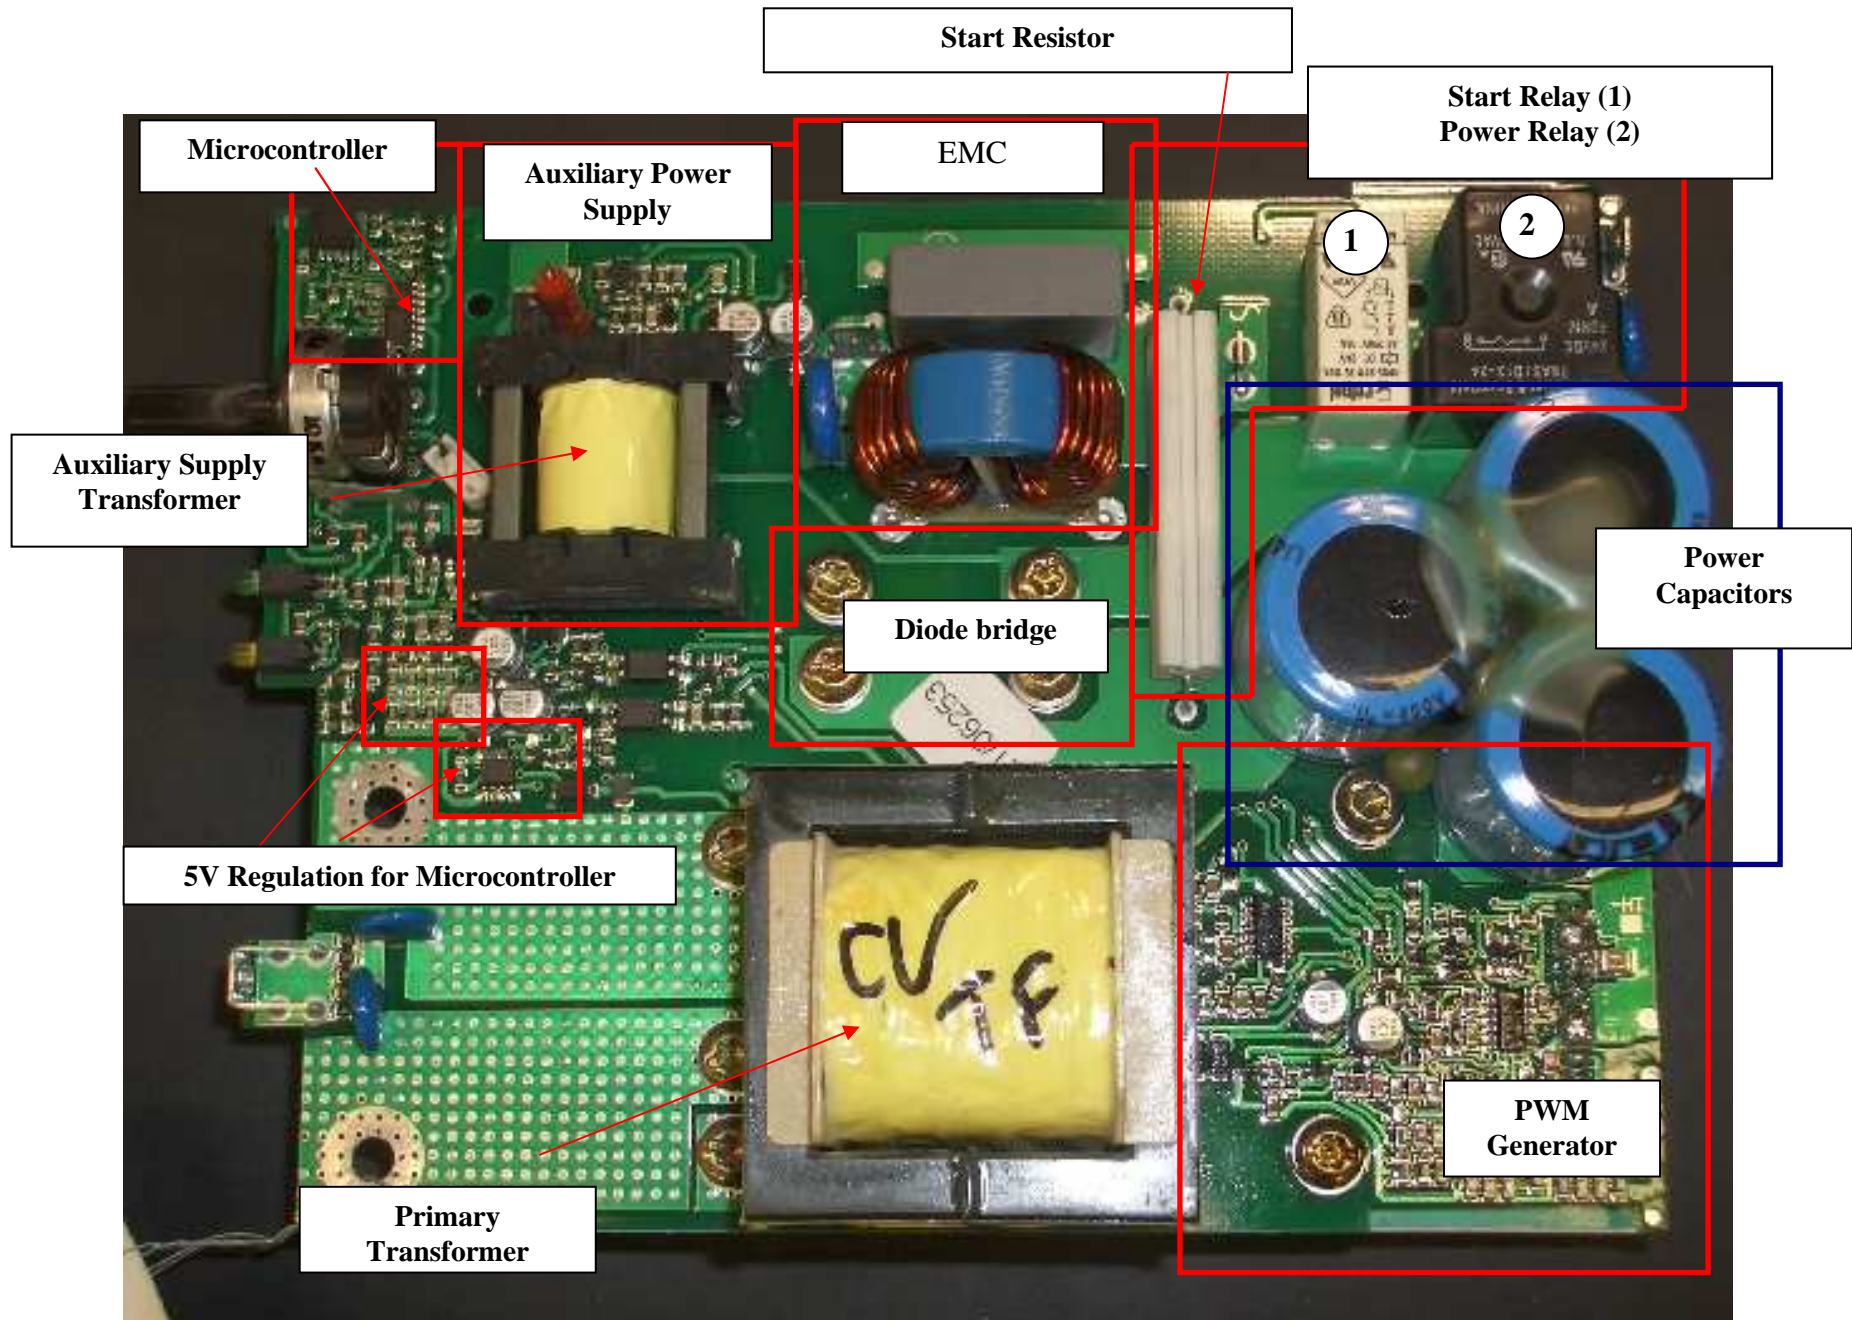 Start Resistor
Start Relay (1)
Power Relay (2)
Microcontroller
Auxiliary Power
Supply
EMC
1
2
Auxiliary Supply
Transformer
Power
Capacitors
Diode bridge
06253
5V Regulation for Microcontroller
CV
PWM
Generator
Primary
Transformer